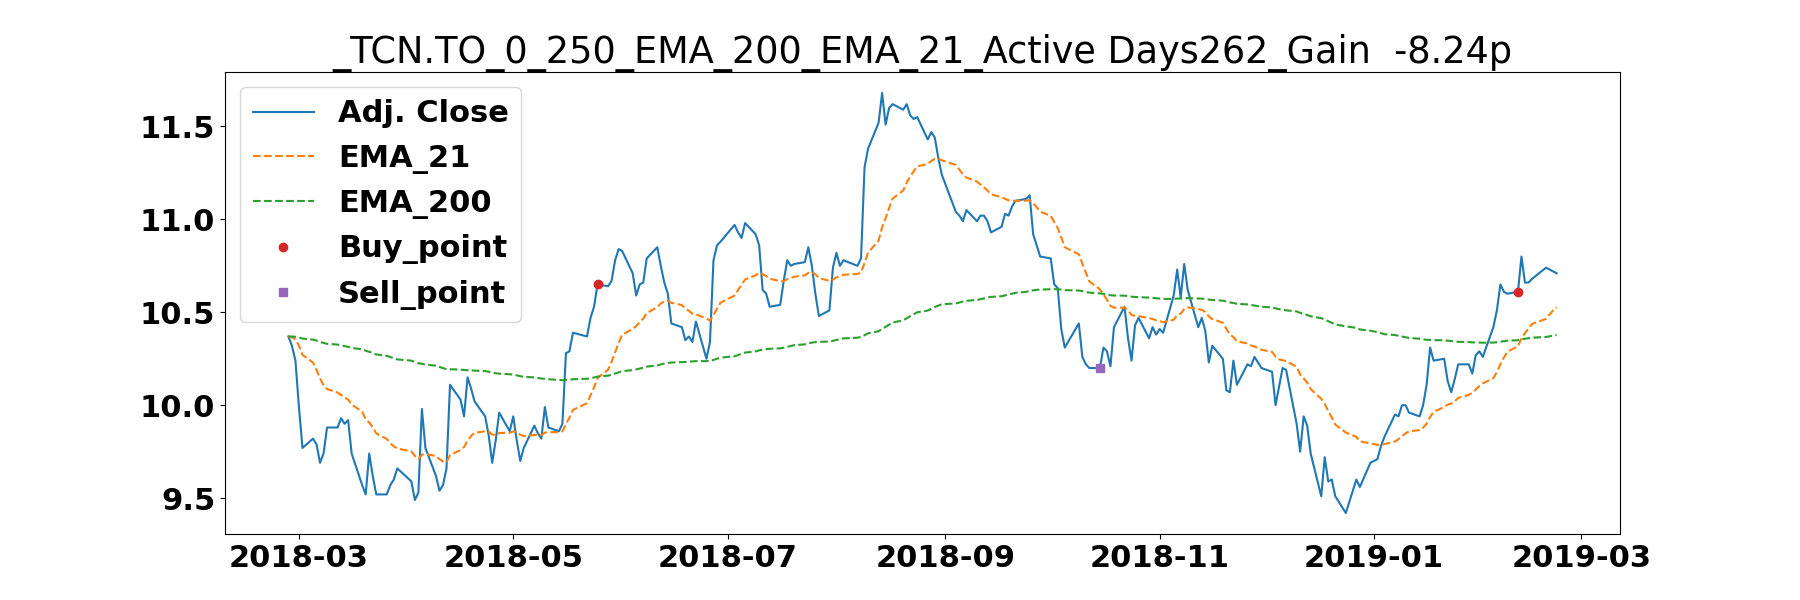 _TCN.TO_0_250_EMA_200_EMA_21_Active Days262_Gain  -8.24p
Adj. Close
EMA_21
EMA_200
Buy_point
Sell_point
11.5
11.0
10.5
10.0
9.5
2018-03 2018-05 2018-07 2018-09 2018-11 2019-01 2019-03